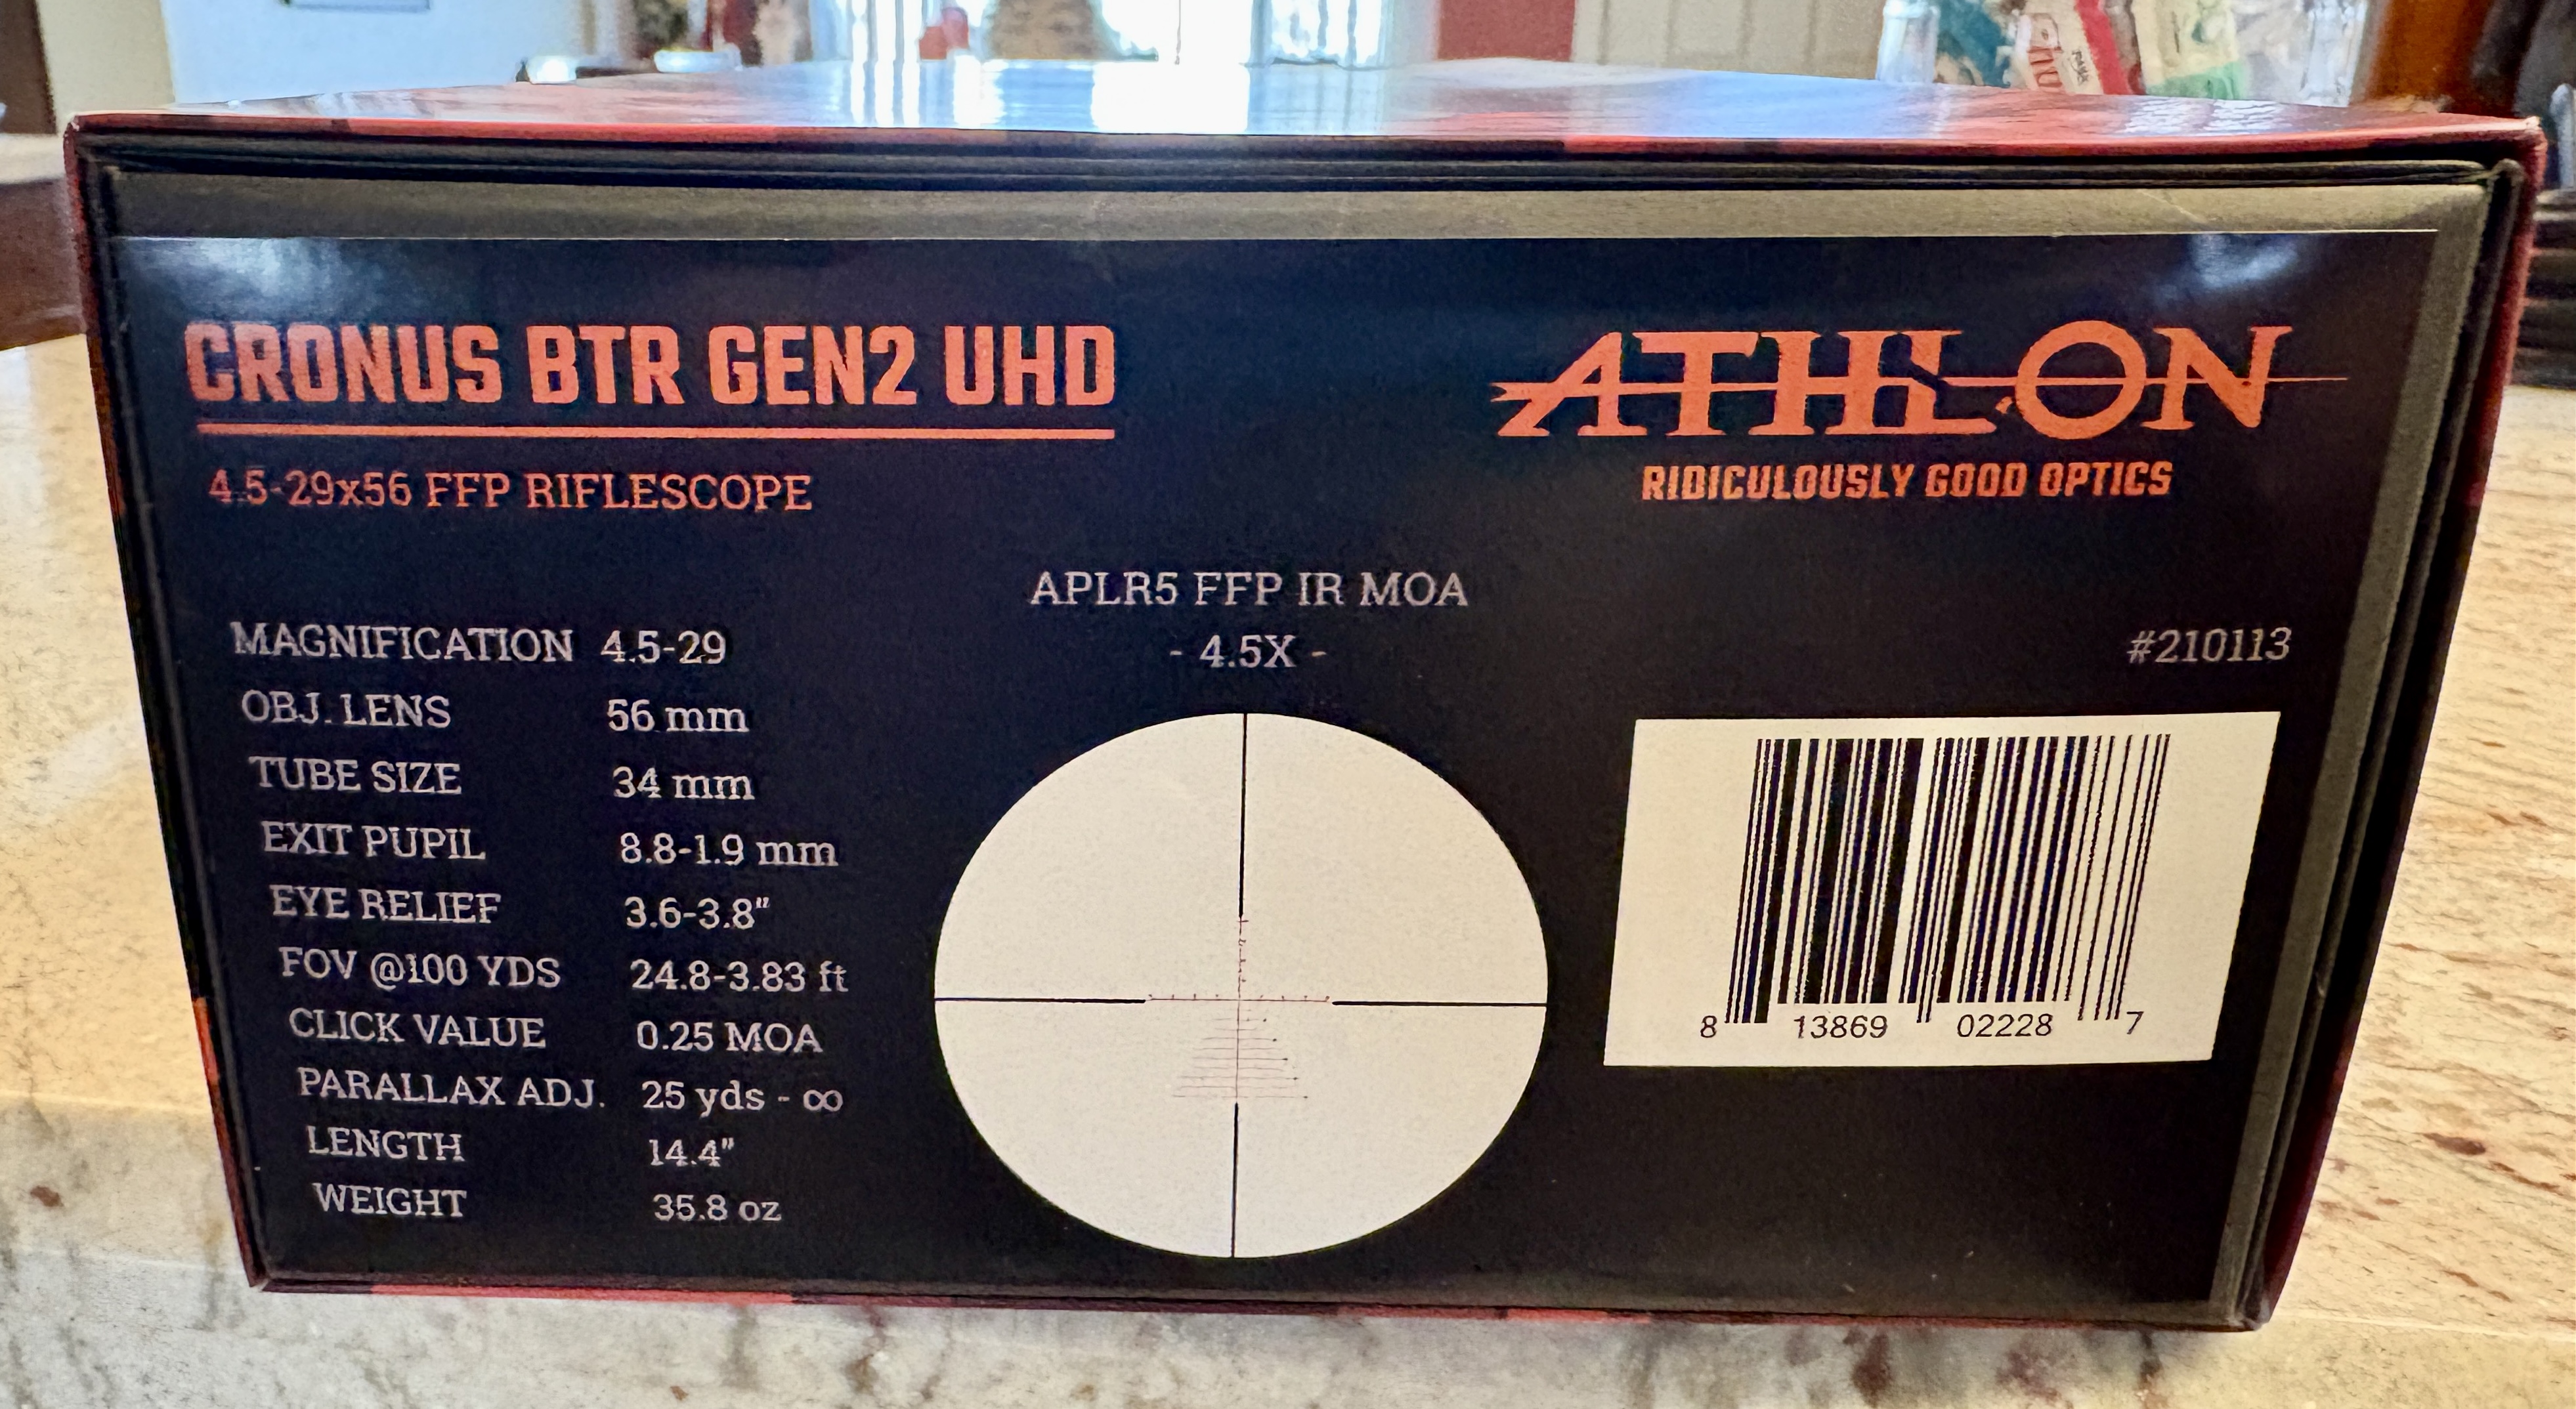 CRONUS BTR GEN2 UHD
4.5-29x56 FFP RIFLESCOPE
ATHLON
RIDICULOUSLY GOOD OPTICS
MAGNIFICATION 4.5-29
OBJ. LENS 56 mm
TUBE SIZE 34 mm
EXIT PUPIL 8.8-1.9 mm
EYE RELIEF 3.6-3.8"
FOV @100 YDS 24.8-3.83 ft
CLICK VALUE 0.25 MOA
PARALLAX ADJ. 25 yds - ∞
LENGTH 14.4"
WEIGHT 35.8 oz
APLR5 FFP IR MOA
- 4.5X -
#210113
8 13869 02228 7